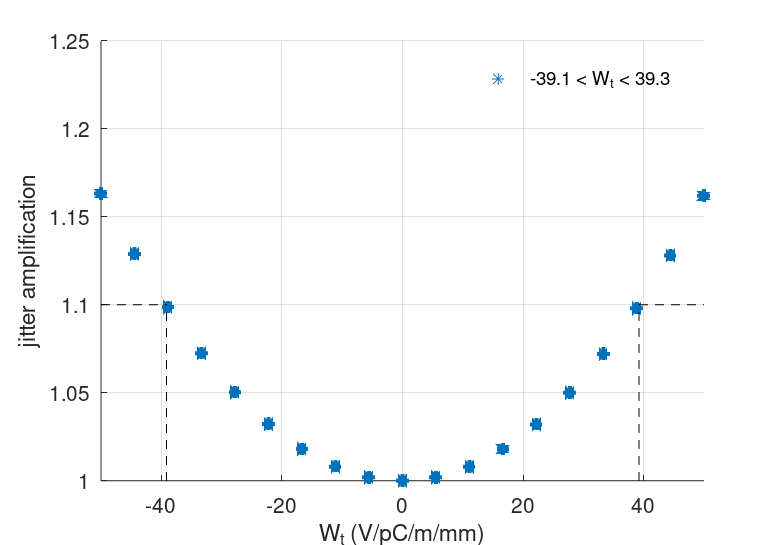 1.25
-39.1 < Wₜ < 39.3
1.2
1.15
1.1
1.05
1
jitter amplification
-40 -20 0 20 40
Wₜ (V/pC/m/mm)